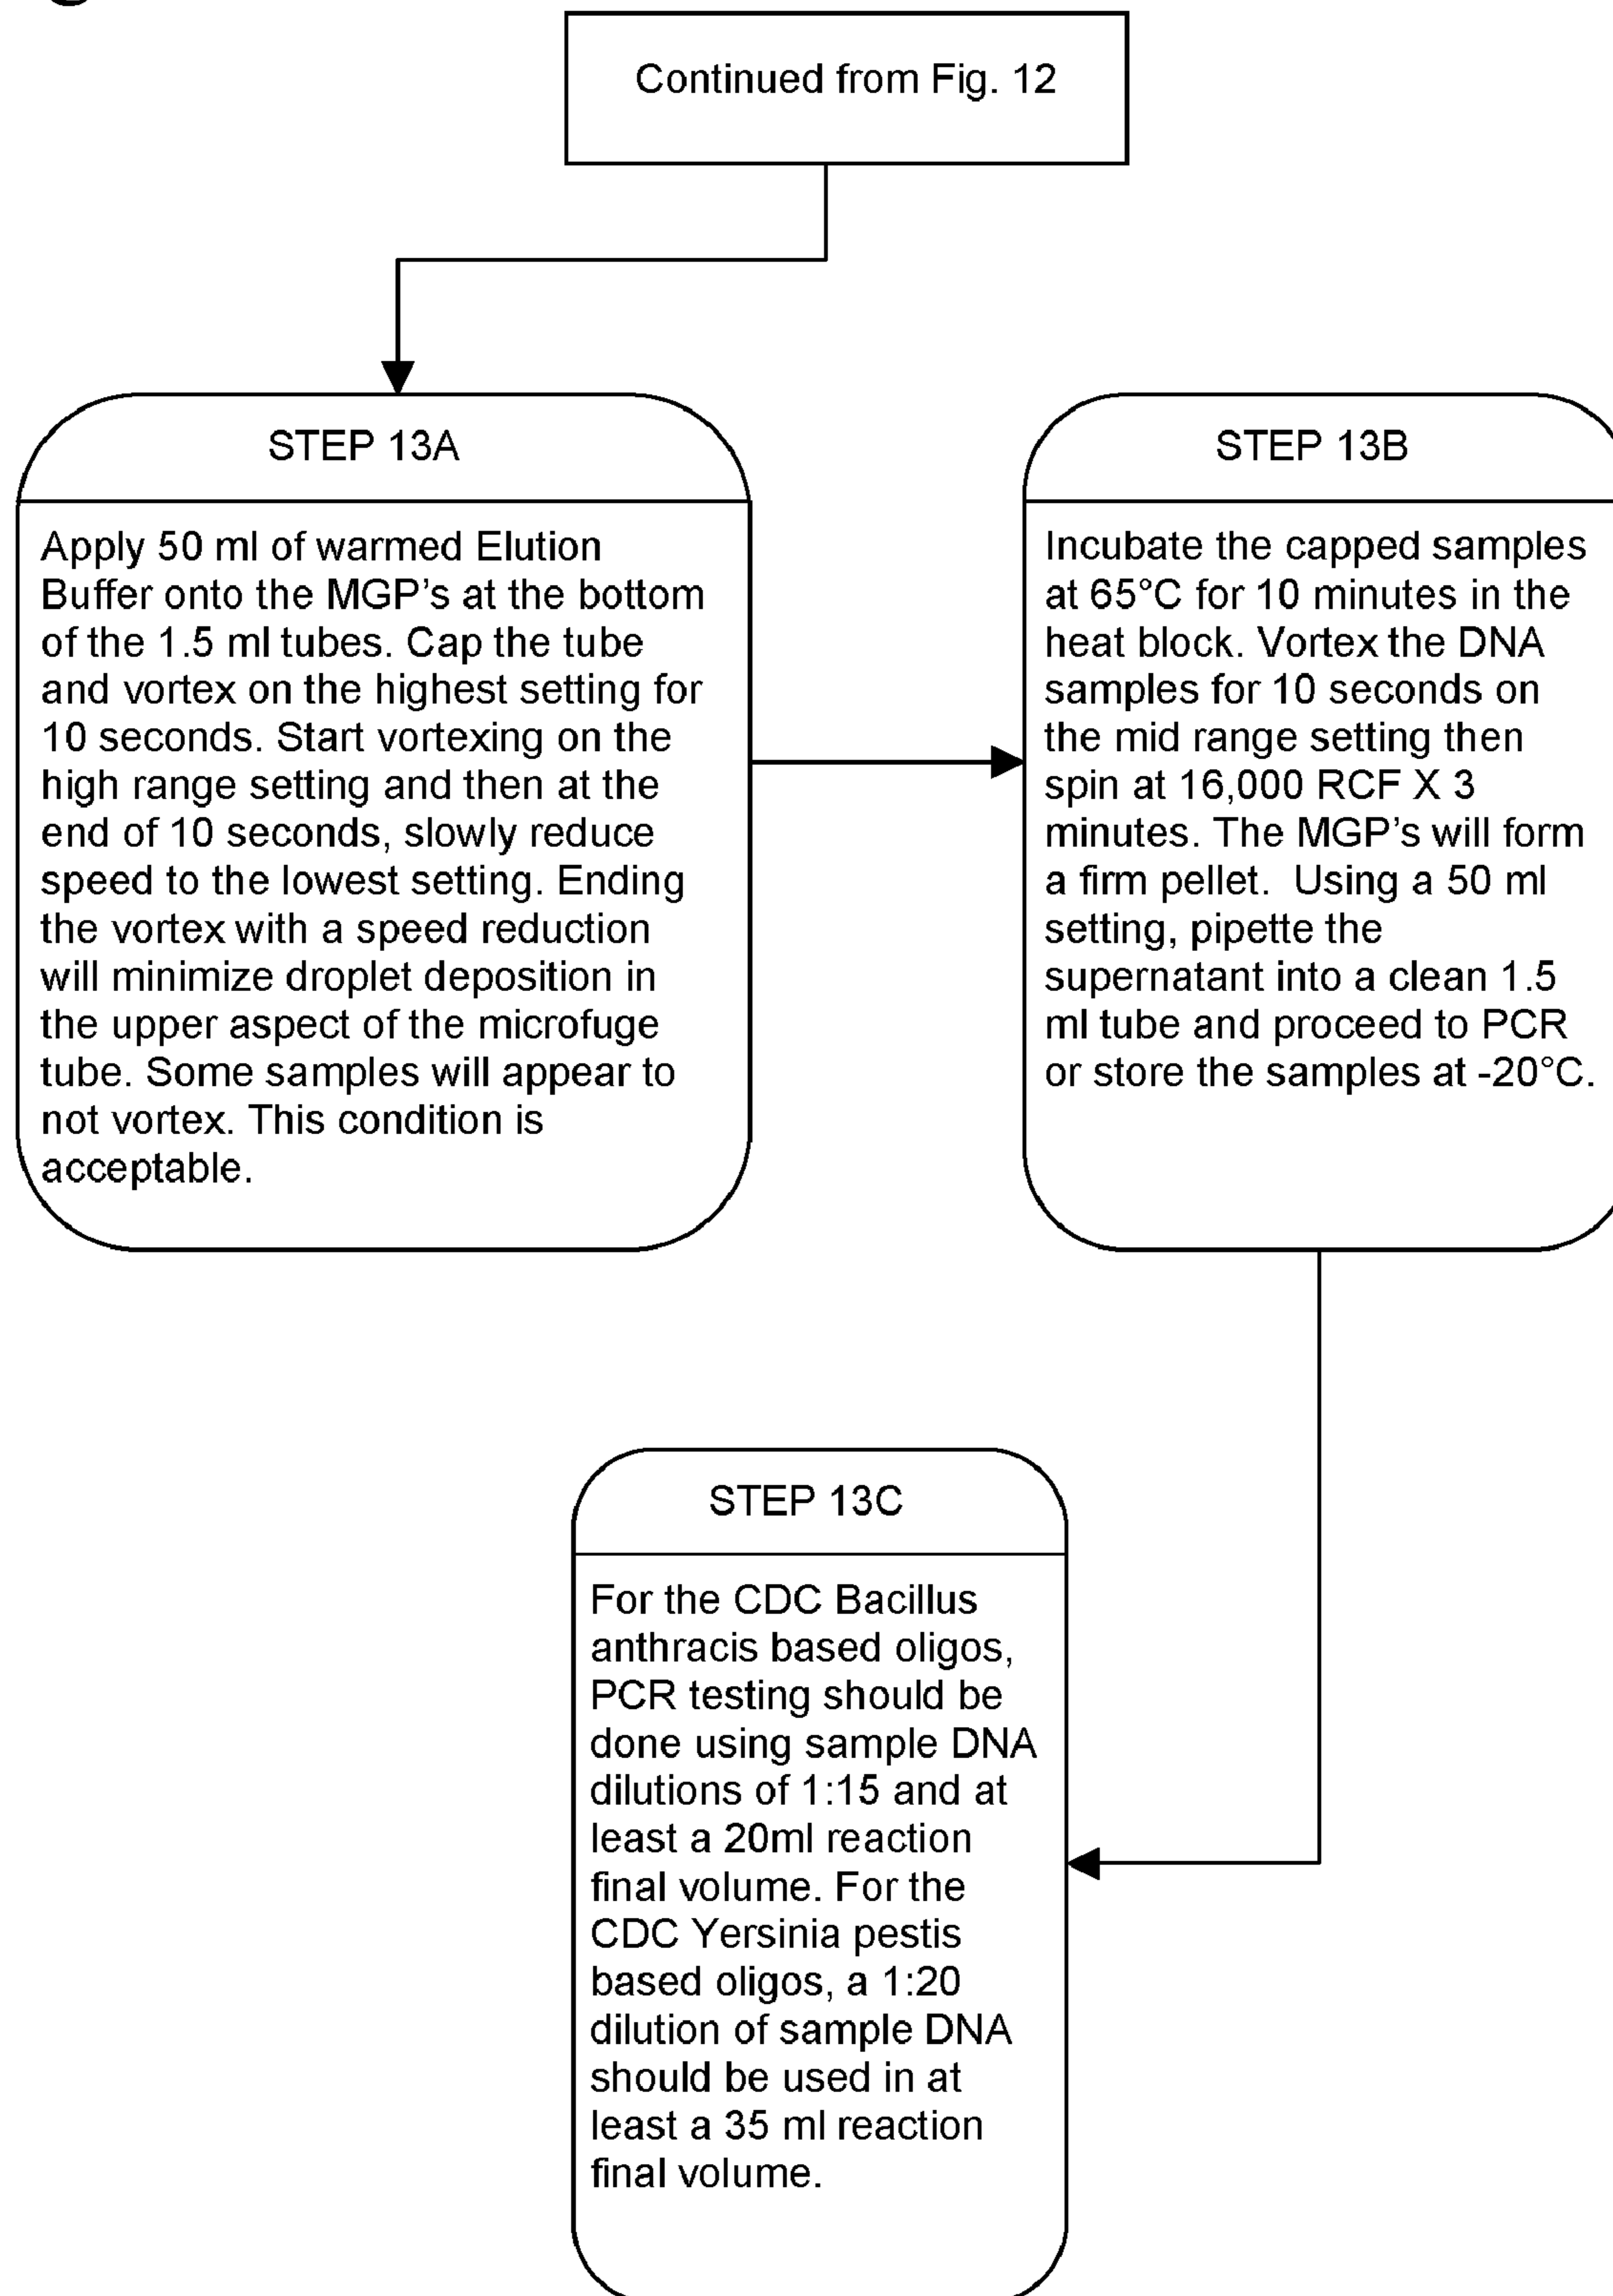 Continued from Fig. 12
STEP 13A
Apply 50 ml of warmed Elution
Buffer onto the MGP's at the bottom
of the 1.5 ml tubes. Cap the tube
and vortex on the highest setting for
10 seconds. Start vortexing on the
high range setting and then at the
end of 10 seconds, slowly reduce
speed to the lowest setting. Ending
the vortex with a speed reduction
will minimize droplet deposition in
the upper aspect of the microfuge
tube. Some samples will appear to
not vortex. This condition is
acceptable.
STEP 13B
Incubate the capped samples
at 65°C for 10 minutes in the
heat block. Vortex the DNA
samples for 10 seconds on
the mid range setting then
spin at 16,000 RCF X 3
minutes. The MGP's will form
a firm pellet.  Using a 50 ml
setting, pipette the
supernatant into a clean 1.5
ml tube and proceed to PCR
or store the samples at -20°C.
STEP 13C
For the CDC Bacillus
anthracis based oligos,
PCR testing should be
done using sample DNA
dilutions of 1:15 and at
least a 20ml reaction
final volume. For the
CDC Yersinia pestis
based oligos, a 1:20
dilution of sample DNA
should be used in at
least a 35 ml reaction
final volume.